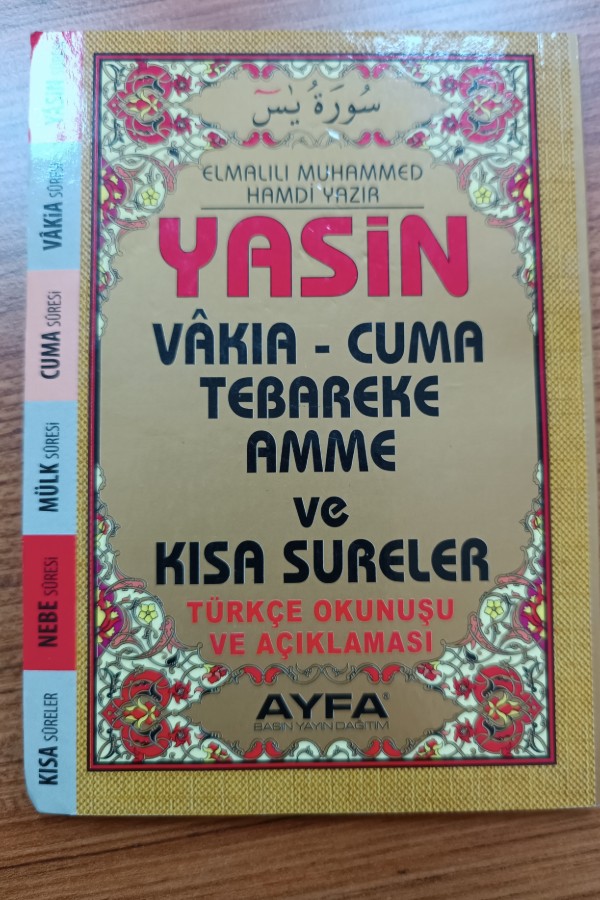 سُورَةُ يٰسٓ
ELMALILI MUHAMMED
HAMDİ YAZIR
YASİN
VÂKIA - CUMA
TEBAREKE
AMME
ve
KISA SURELER
TÜRKÇE OKUNUŞU
VE AÇIKLAMASI
AYFA®
BASIN YAYIN DAĞITIM
YASİN
VÂKİA SÛRESİ
CUMA SÛRESİ
MÜLK SÛRESİ
NEBE SÛRESİ
KISA SÛRELER